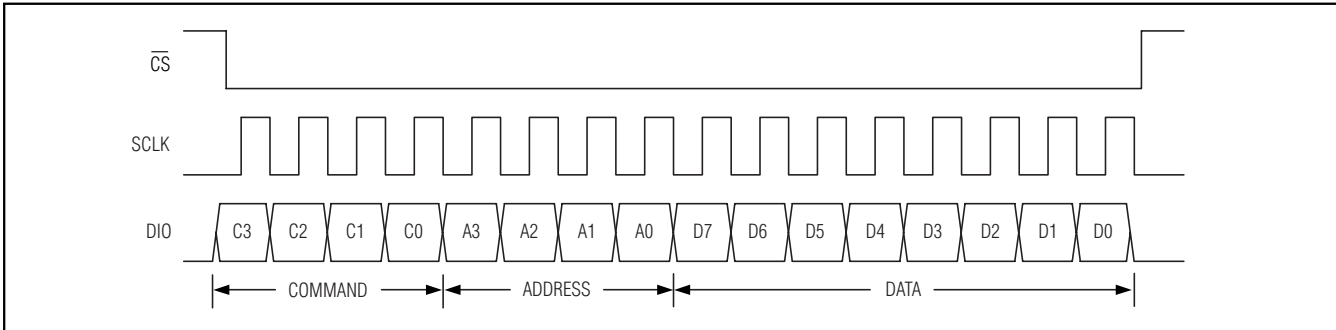 C̅S̅
SCLK
DIO C3 C2 C1 C0 A3 A2 A1 A0 D7 D6 D5 D4 D3 D2 D1 D0
COMMAND ADDRESS DATA